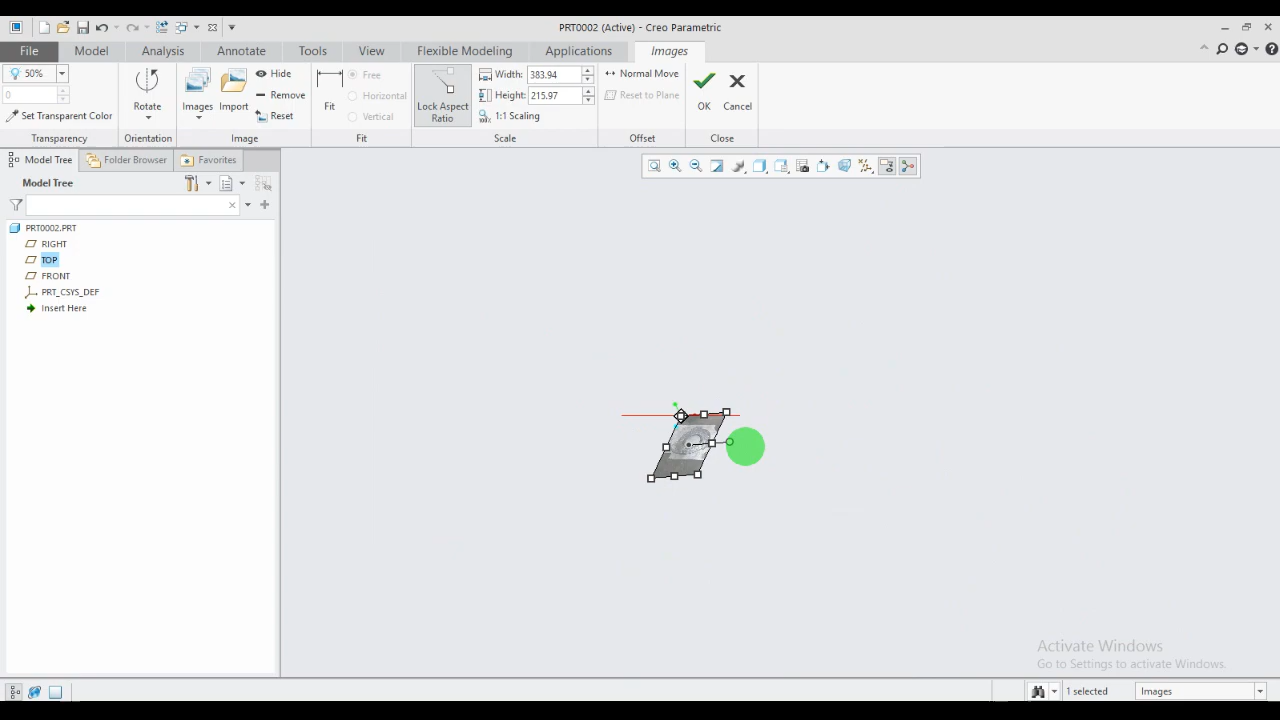 PRT0002 (Active) - Creo Parametric
File Model Analysis Annotate Tools View Flexible Modeling Applications Images
50% Hide Free Width: 383.94 Normal Move
0 Remove Horizontal Height: 215.97 Reset to Plane
Set Transparent Color Rotate Images Import Reset Fit Vertical Lock Aspect Ratio 1:1 Scaling OK Cancel
Transparency Orientation Image Fit Scale Offset Close
Model Tree Folder Browser Favorites
Model Tree
PRT0002.PRT
RIGHT
TOP
FRONT
PRT_CSYS_DEF
Insert Here
Activate Windows
Go to Settings to activate Windows.
1 selected Images